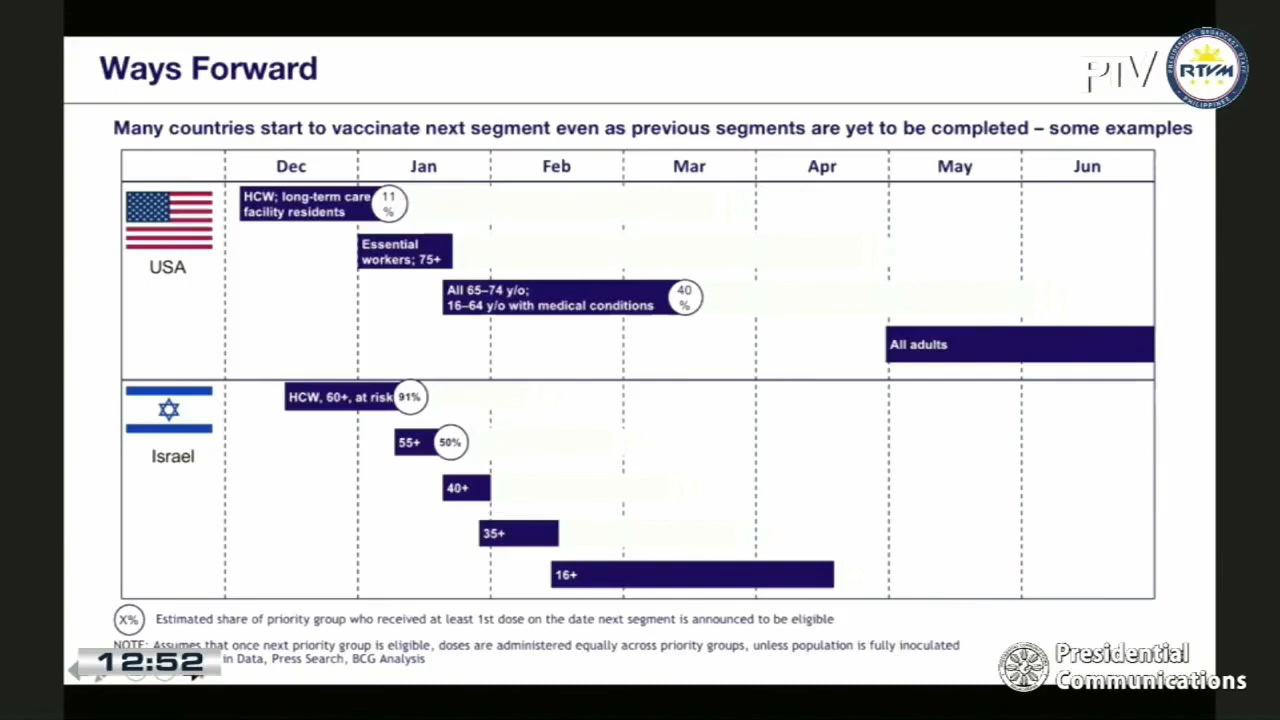 Ways Forward
PTV
RTVM
Many countries start to vaccinate next segment even as previous segments are yet to be completed – some examples
Dec Jan Feb Mar Apr May Jun
HCW; long-term care
facility residents
11
%
USA
Essential
workers; 75+
All 65–74 y/o;
16–64 y/o with medical conditions
40
%
All adults
Israel
HCW, 60+, at risk
91%
55+
50%
40+
35+
16+
X%
Estimated share of priority group who received at least 1st dose on the date next segment is announced to be eligible
NOTE: Assumes that once next priority group is eligible, doses are administered equally across priority groups, unless population is fully inoculated
in Data, Press Search, BCG Analysis
12:52
Presidential
Communications